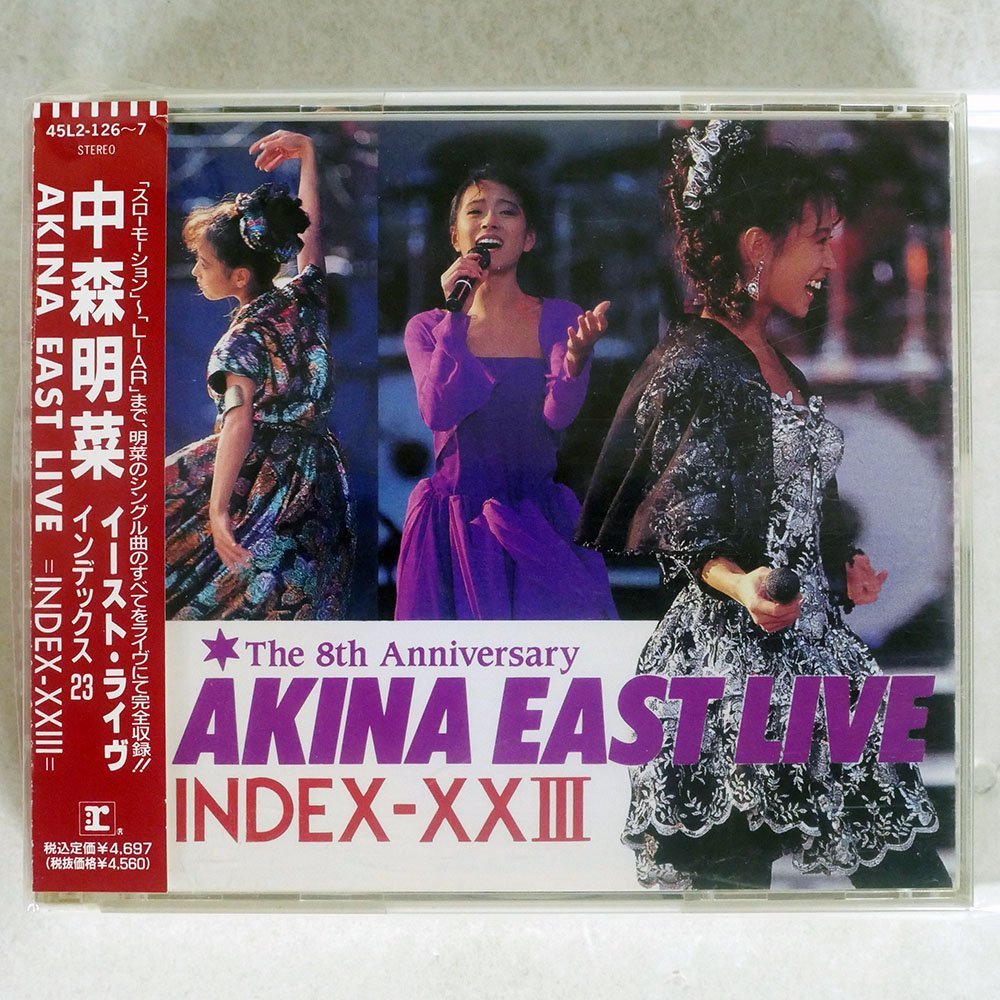 45L2-126〜7
STEREO
「スローモーション」〜「LIAR」まで、明菜のシングル曲のすべてをライヴにて完全収録!!
中森明菜 イースト・ライヴ
インデックス 23
AKINA EAST LIVE =INDEX-XXIII=
r
®
税込定価¥4,697
(税抜価格¥4,560)
The 8th Anniversary
AKINA EAST LIVE
INDEX-XXIII